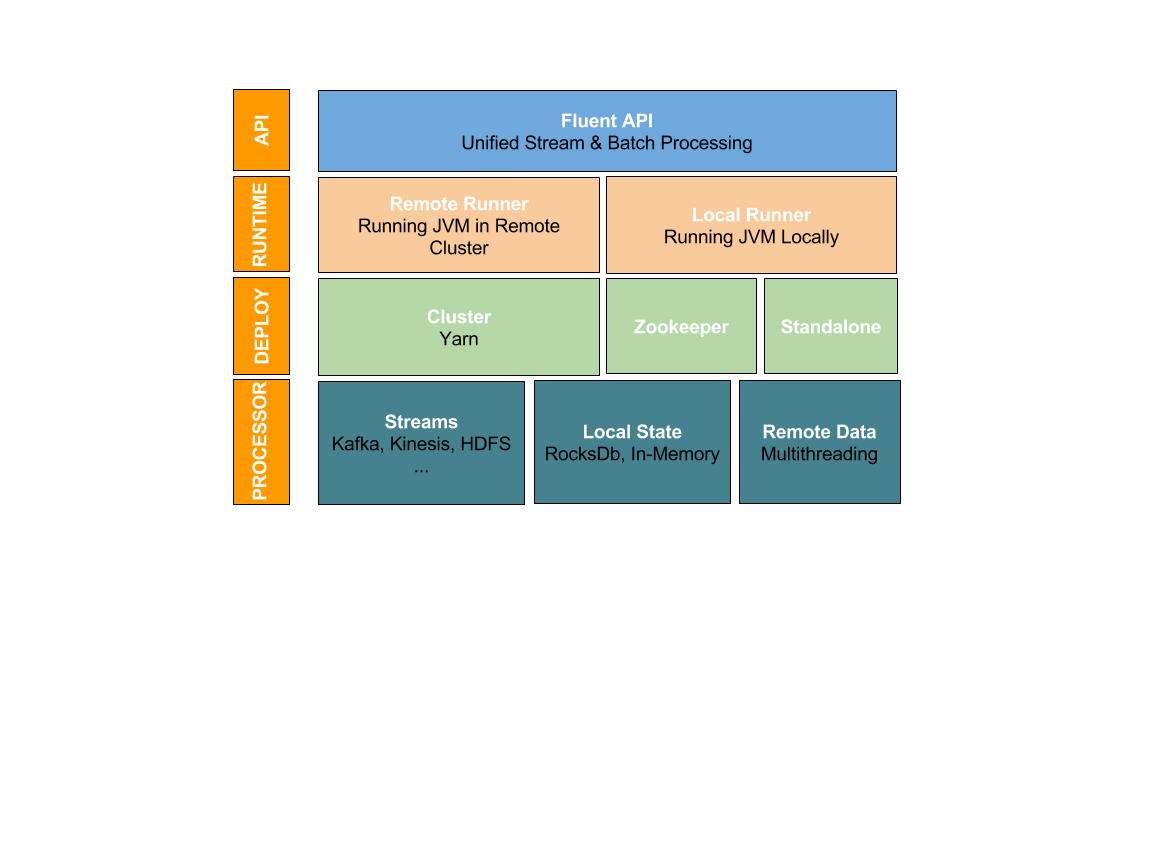 API
Fluent API
Unified Stream & Batch Processing
RUNTIME
Remote Runner
Running JVM in Remote
Cluster
Local Runner
Running JVM Locally
DEPLOY
Cluster
Yarn
Zookeeper
Standalone
PROCESSOR
Streams
Kafka, Kinesis, HDFS
...
Local State
RocksDb, In-Memory
Remote Data
Multithreading